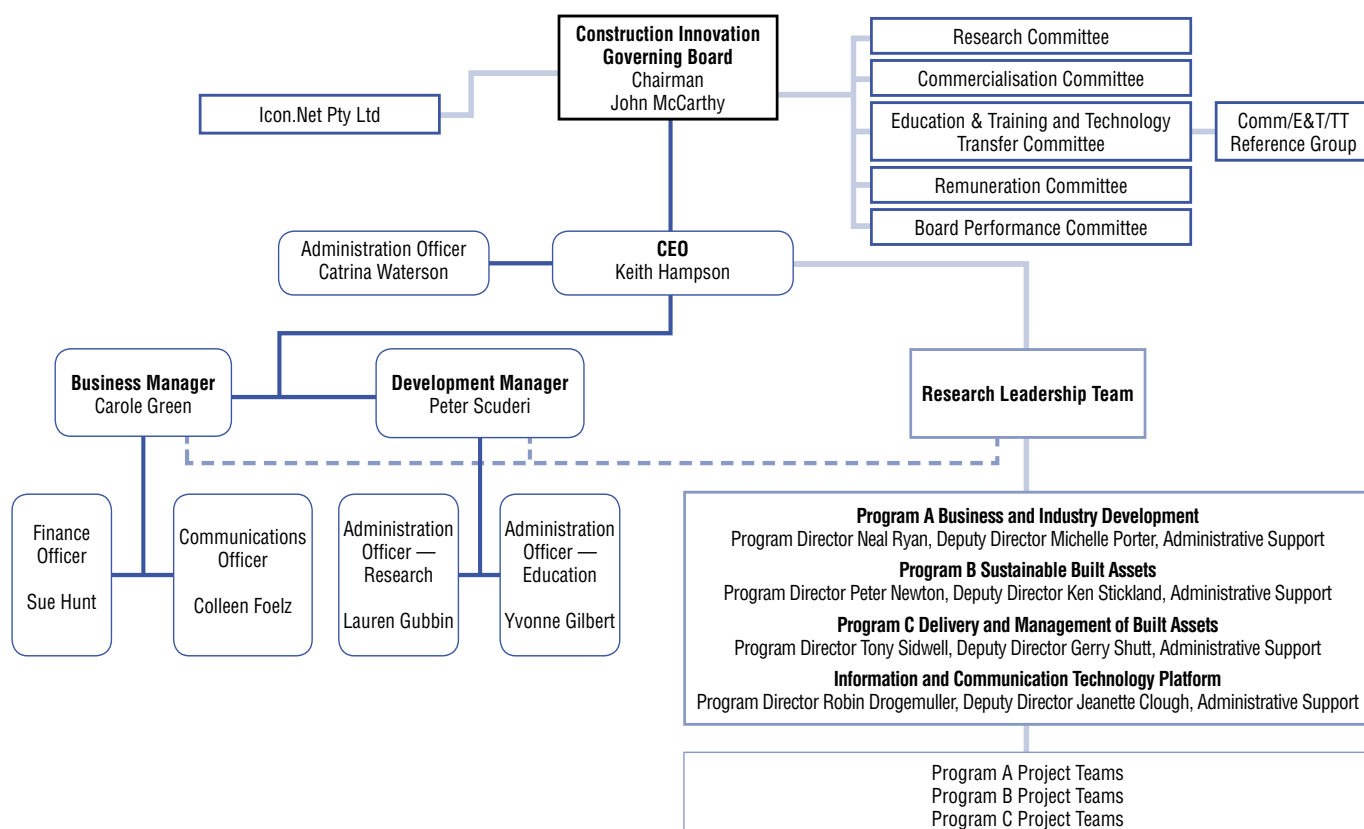 Construction Innovation
Governing Board
Chairman
John McCarthy
Icon.Net Pty Ltd
Research Committee
Commercialisation Committee
Education & Training and Technology
Transfer Committee
Comm/E&T/TT
Reference Group
Remuneration Committee
Board Performance Committee
Administration Officer
Catrina Waterson
CEO
Keith Hampson
Business Manager
Carole Green
Development Manager
Peter Scuderi
Research Leadership Team
Finance
Officer
Sue Hunt
Communications
Officer
Colleen Foelz
Administration
Officer —
Research
Lauren Gubbin
Administration
Officer —
Education
Yvonne Gilbert
Program A Business and Industry Development
Program Director Neal Ryan, Deputy Director Michelle Porter, Administrative Support
Program B Sustainable Built Assets
Program Director Peter Newton, Deputy Director Ken Stickland, Administrative Support
Program C Delivery and Management of Built Assets
Program Director Tony Sidwell, Deputy Director Gerry Shutt, Administrative Support
Information and Communication Technology Platform
Program Director Robin Drogemuller, Deputy Director Jeanette Clough, Administrative Support
Program A Project Teams
Program B Project Teams
Program C Project Teams